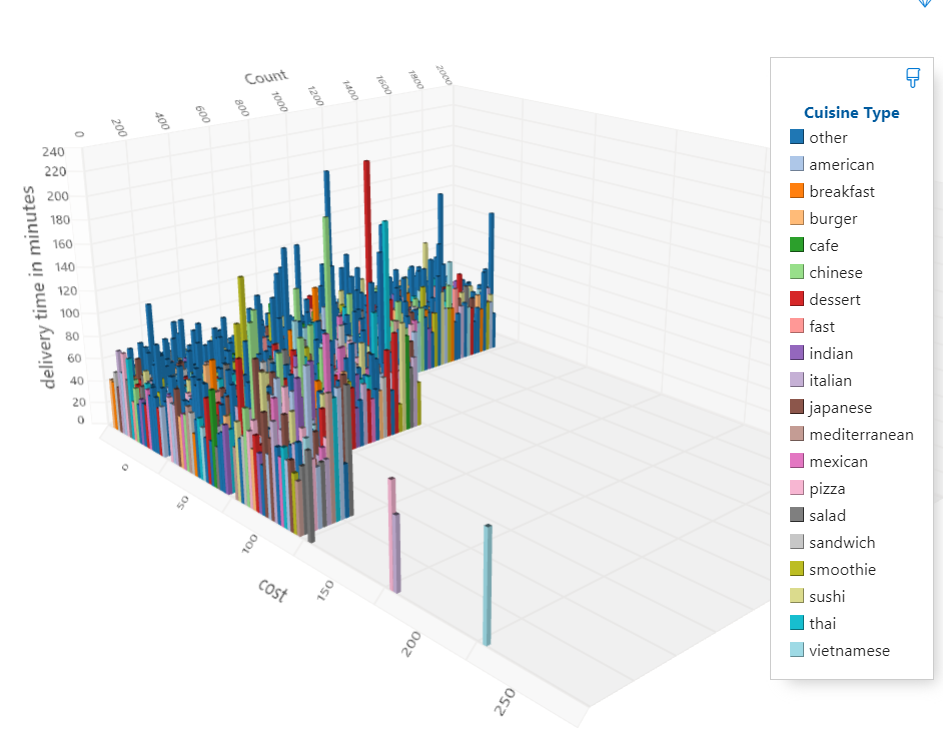 Count
0
200
400
600
800
1000
1200
1400
1600
1800
2000
delivery time in minutes
240
220
200
180
160
140
120
100
80
60
40
20
0
cost
0
50
100
150
200
250
Cuisine Type
other
american
breakfast
burger
cafe
chinese
dessert
fast
indian
italian
japanese
mediterranean
mexican
pizza
salad
sandwich
smoothie
sushi
thai
vietnamese